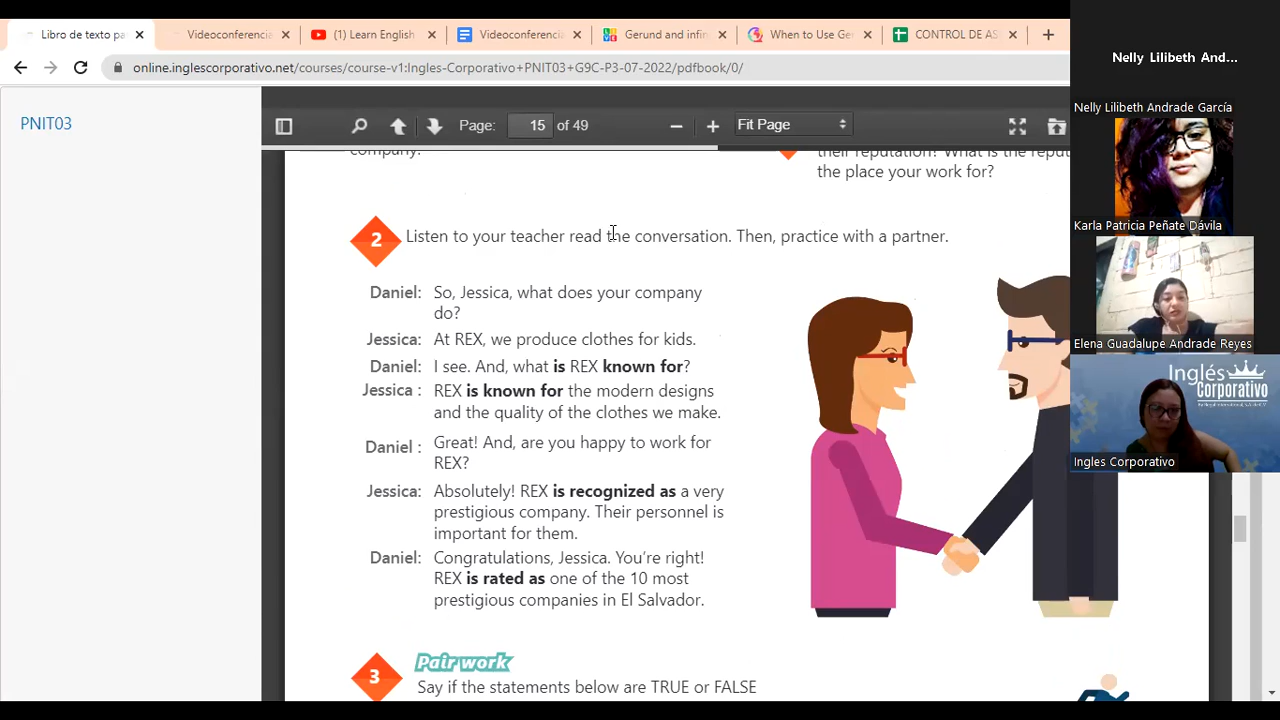 Libro de texto pa
Videoconferencia
(1) Learn English
Videoconferencia
Gerund and infin
When to Use Ge
CONTROL DE AS
online.inglescorporativo.net/courses/course-v1:Ingles-Corporativo+PNIT03+G9C-P3-07-2022/pdfbook/0/
PNIT03
Page: 15 of 49
Fit Page
company.
their reputation? What is the reput
the place your work for?
2 Listen to your teacher read the conversation. Then, practice with a partner.
Daniel: So, Jessica, what does your company
do?
Jessica: At REX, we produce clothes for kids.
Daniel: I see. And, what is REX known for?
Jessica : REX is known for the modern designs
and the quality of the clothes we make.
Daniel : Great! And, are you happy to work for
REX?
Jessica: Absolutely! REX is recognized as a very
prestigious company. Their personnel is
important for them.
Daniel: Congratulations, Jessica. You're right!
REX is rated as one of the 10 most
prestigious companies in El Salvador.
3 Pair work
Say if the statements below are TRUE or FALSE
Nelly Lilibeth And...
Nelly Lilibeth Andrade García
Karla Patricia Peñate Dávila
Elena Guadalupe Andrade Reyes
Inglés
Corporativo
Ingles Corporativo